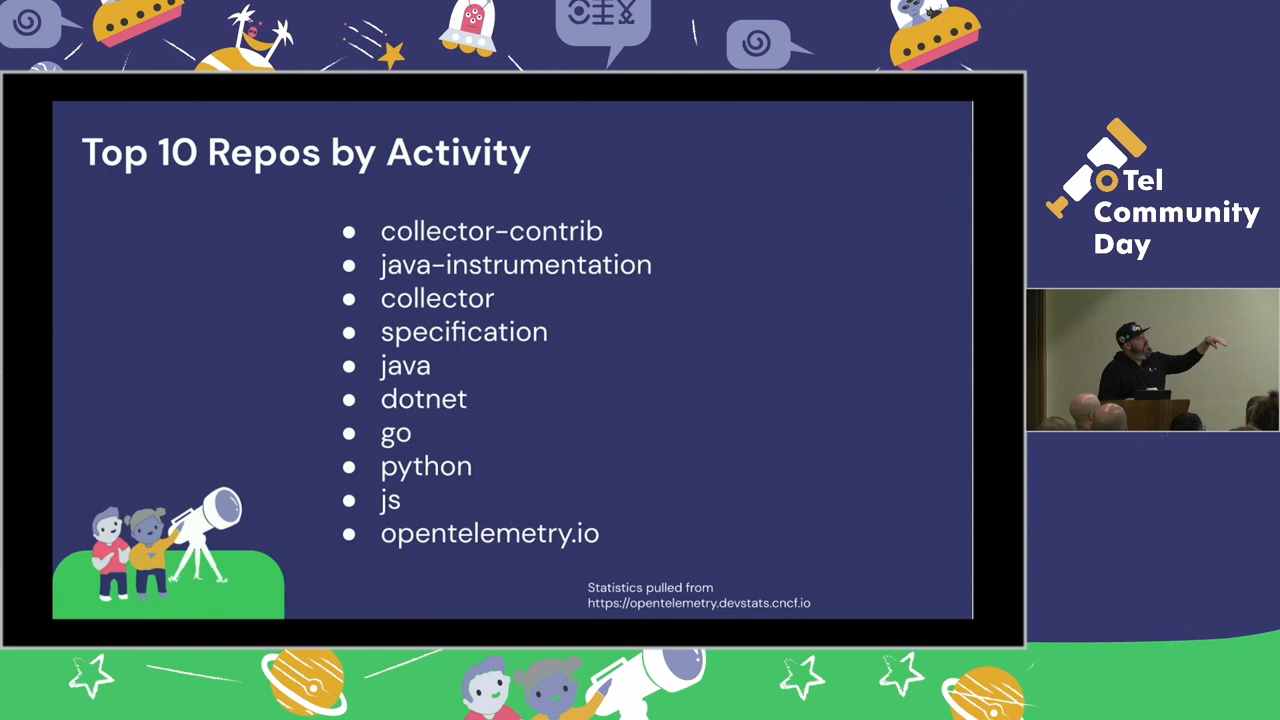 Top 10 Repos by Activity
collector-contrib
java-instrumentation
collector
specification
java
dotnet
go
python
js
opentelemetry.io
Statistics pulled from
https://opentelemetry.devstats.cncf.io
Tel
Community
Day